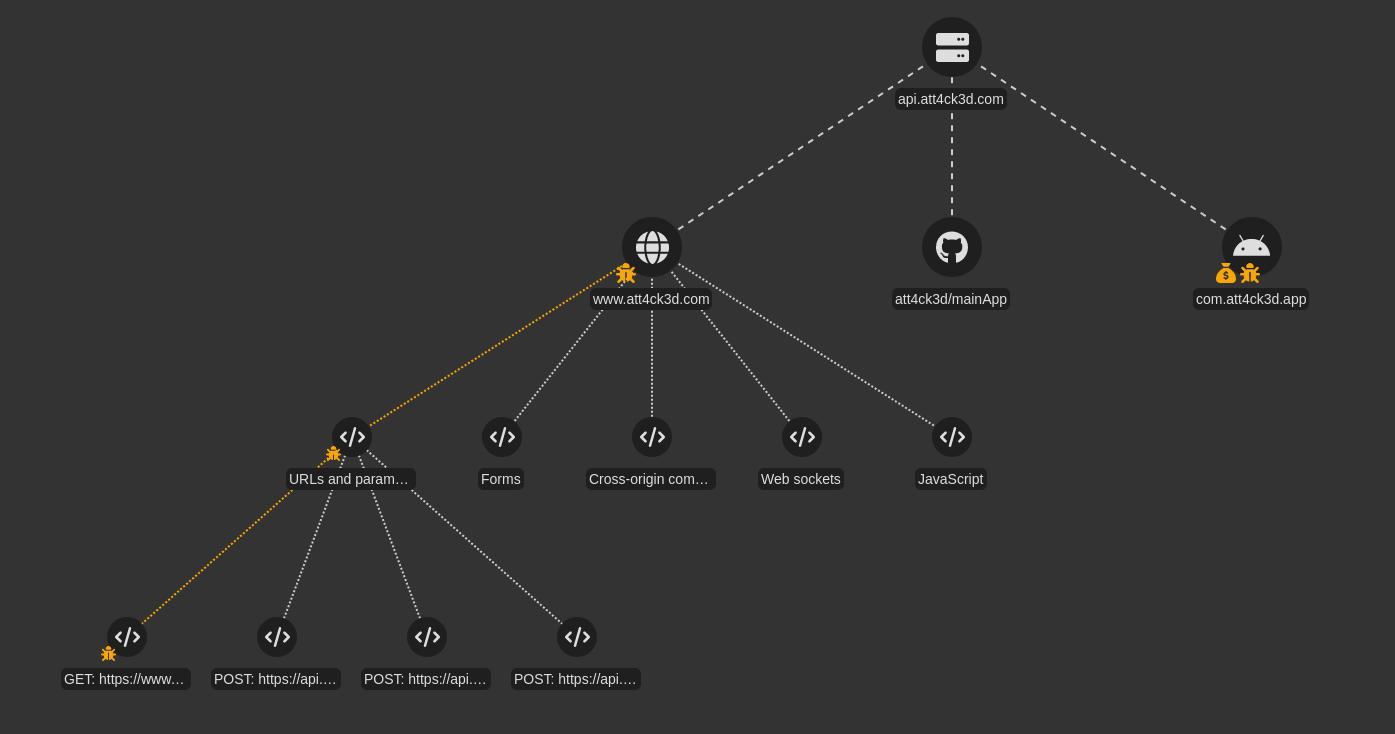 api.att4ck3d.com
www.att4ck3d.com
att4ck3d/mainApp
com.att4ck3d.app
URLs and param…
Forms
Cross-origin com…
Web sockets
JavaScript
GET: https://www…
POST: https://api.…
POST: https://api.…
POST: https://api.…